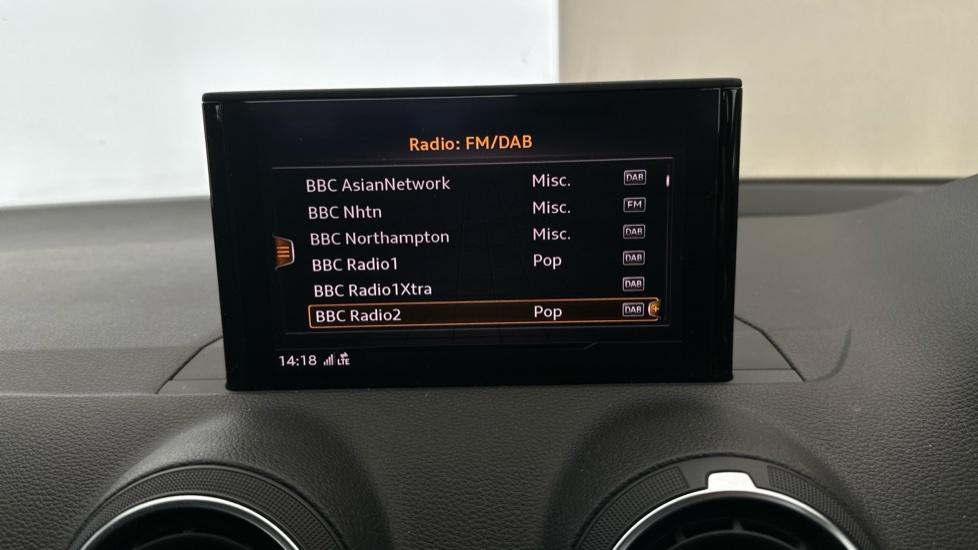 Radio: FM/DAB
BBC AsianNetwork Misc. DAB
BBC Nhtn Misc. FM
BBC Northampton Misc. DAB
BBC Radio1 Pop DAB
BBC Radio1Xtra DAB
BBC Radio2 Pop DAB
14:18 LTE